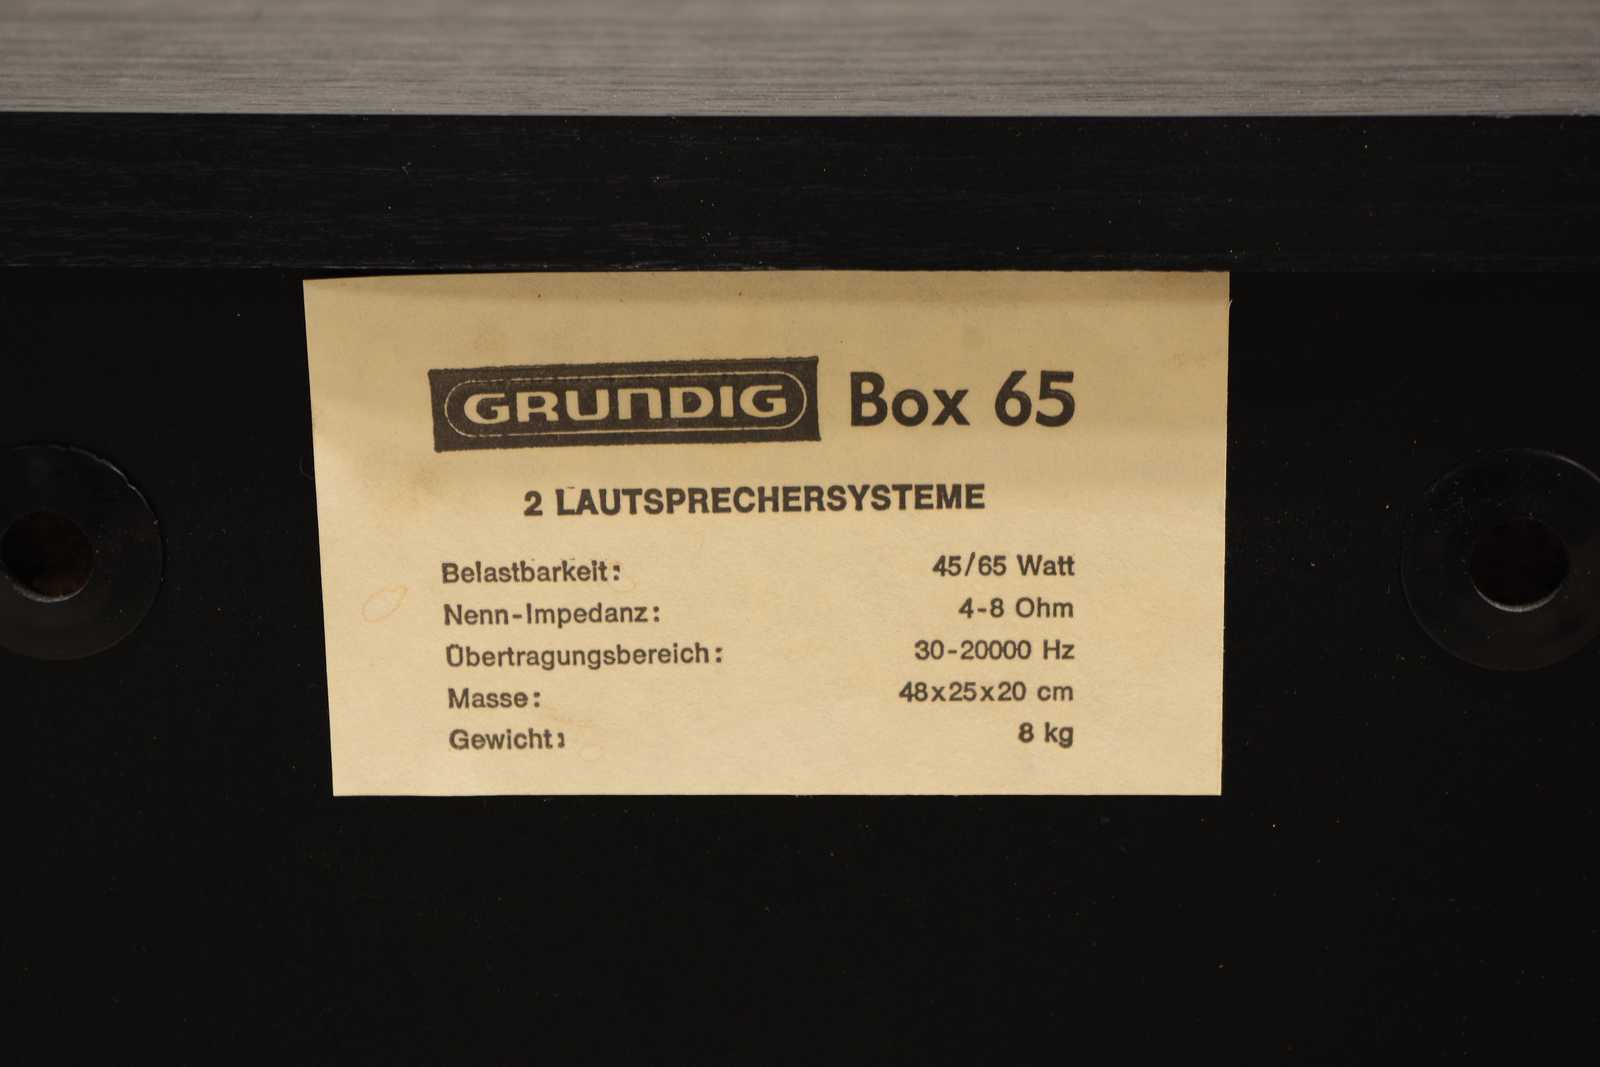 GRUNDIG Box 65
2 LAUTSPRECHERSYSTEME
Belastbarkeit: 45/65 Watt
Nenn-Impedanz: 4-8 Ohm
Übertragungsbereich: 30-20000 Hz
Masse: 48x25x20 cm
Gewicht: 8 kg